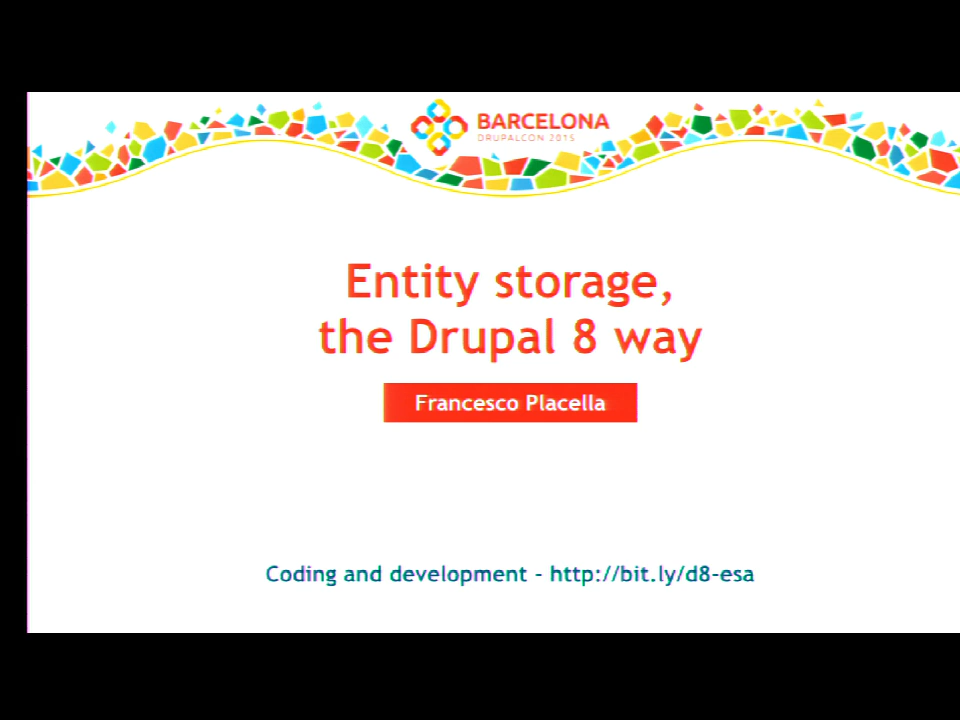 BARCELONA
DRUPALCON 2015
Entity storage,
the Drupal 8 way
Francesco Placella
Coding and development - http://bit.ly/d8-esa